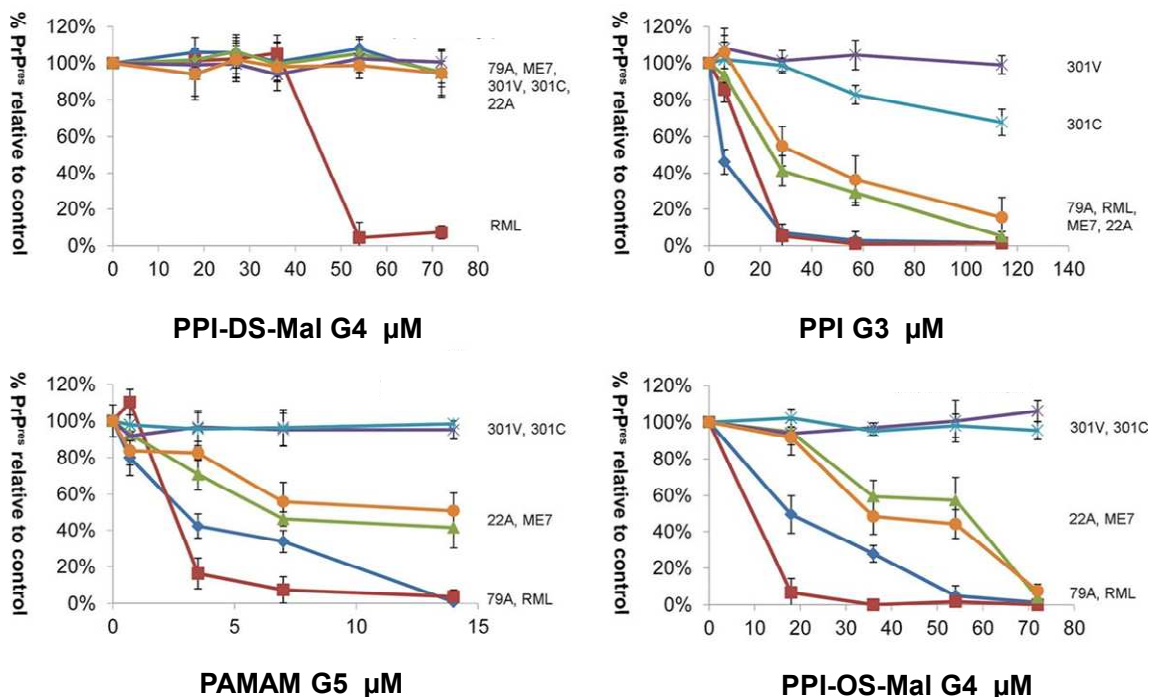 % PrPres relative to control
120%
100%
80%
60%
40%
20%
0%
0 10 20 30 40 50 60 70 80
79A, ME7,
301V, 301C,
22A
RML
PPI-DS-Mal G4 µM
% PrPres relative to control
120%
100%
80%
60%
40%
20%
0%
0 20 40 60 80 100 120 140
301V
301C
79A, RML,
ME7, 22A
PPI G3 µM
% PrPres relative to control
120%
100%
80%
60%
40%
20%
0%
0 5 10 15
301V, 301C
22A, ME7
79A, RML
PAMAM G5 µM
% PrPres relative to control
120%
100%
80%
60%
40%
20%
0%
0 10 20 30 40 50 60 70 80
301V, 301C
22A, ME7
79A, RML
PPI-OS-Mal G4 µM